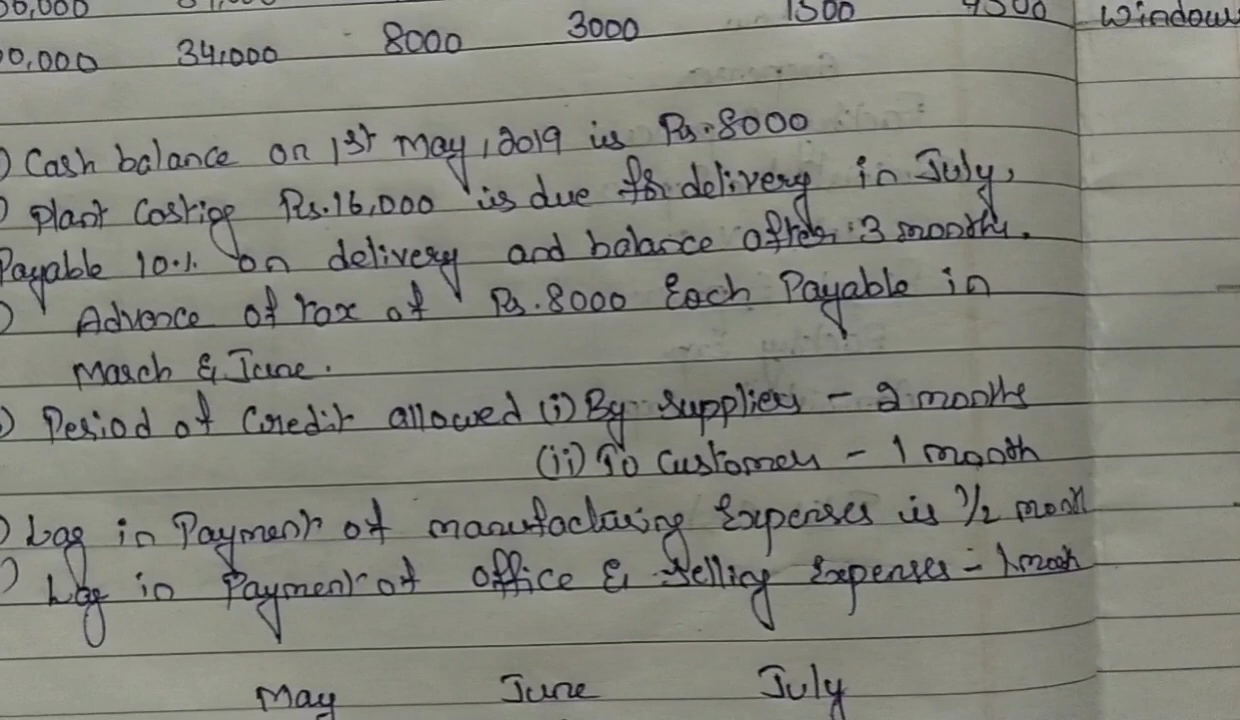 0,000 34,000 8000 3000 1500 4500 Window
) Cash balance on 1st May, 2019 is Rs.8000
) Plant Costing Rs.16,000 is due for delivery in July,
Payable 10% on delivery and balance after 3 months.
) Advance of tax of Rs.8000 Each Payable in
March & June.
) Period of Credit allowed (i) By Suppliers - 2 months
(ii) To Customers - 1 month
) Lag in Payment of manufacturing Expenses is 1/2 month
) Lag in Payment of office & Selling Expenses - 1 month
May June July